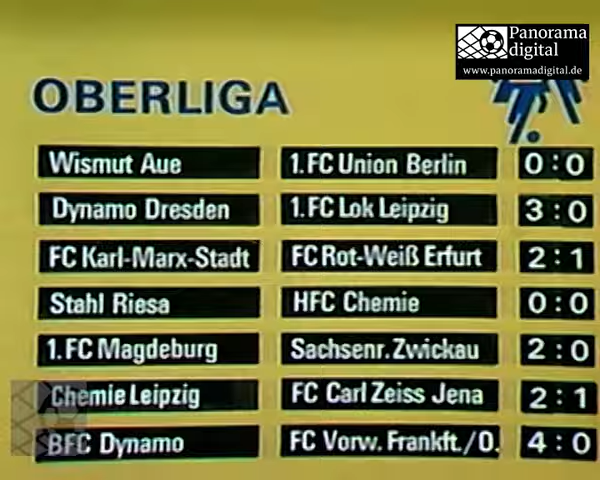 Panorama
digital
www.panoramadigital.de
OBERLIGA
Wismut Aue 1.FC Union Berlin 0:0
Dynamo Dresden 1.FC Lok Leipzig 3:0
FC Karl-Marx-Stadt FC Rot-Weiß Erfurt 2:1
Stahl Riesa HFC Chemie 0:0
1.FC Magdeburg Sachsenr. Zwickau 2:0
Chemie Leipzig FC Carl Zeiss Jena 2:1
BFC Dynamo FC Vorw. Frankft./O. 4:0